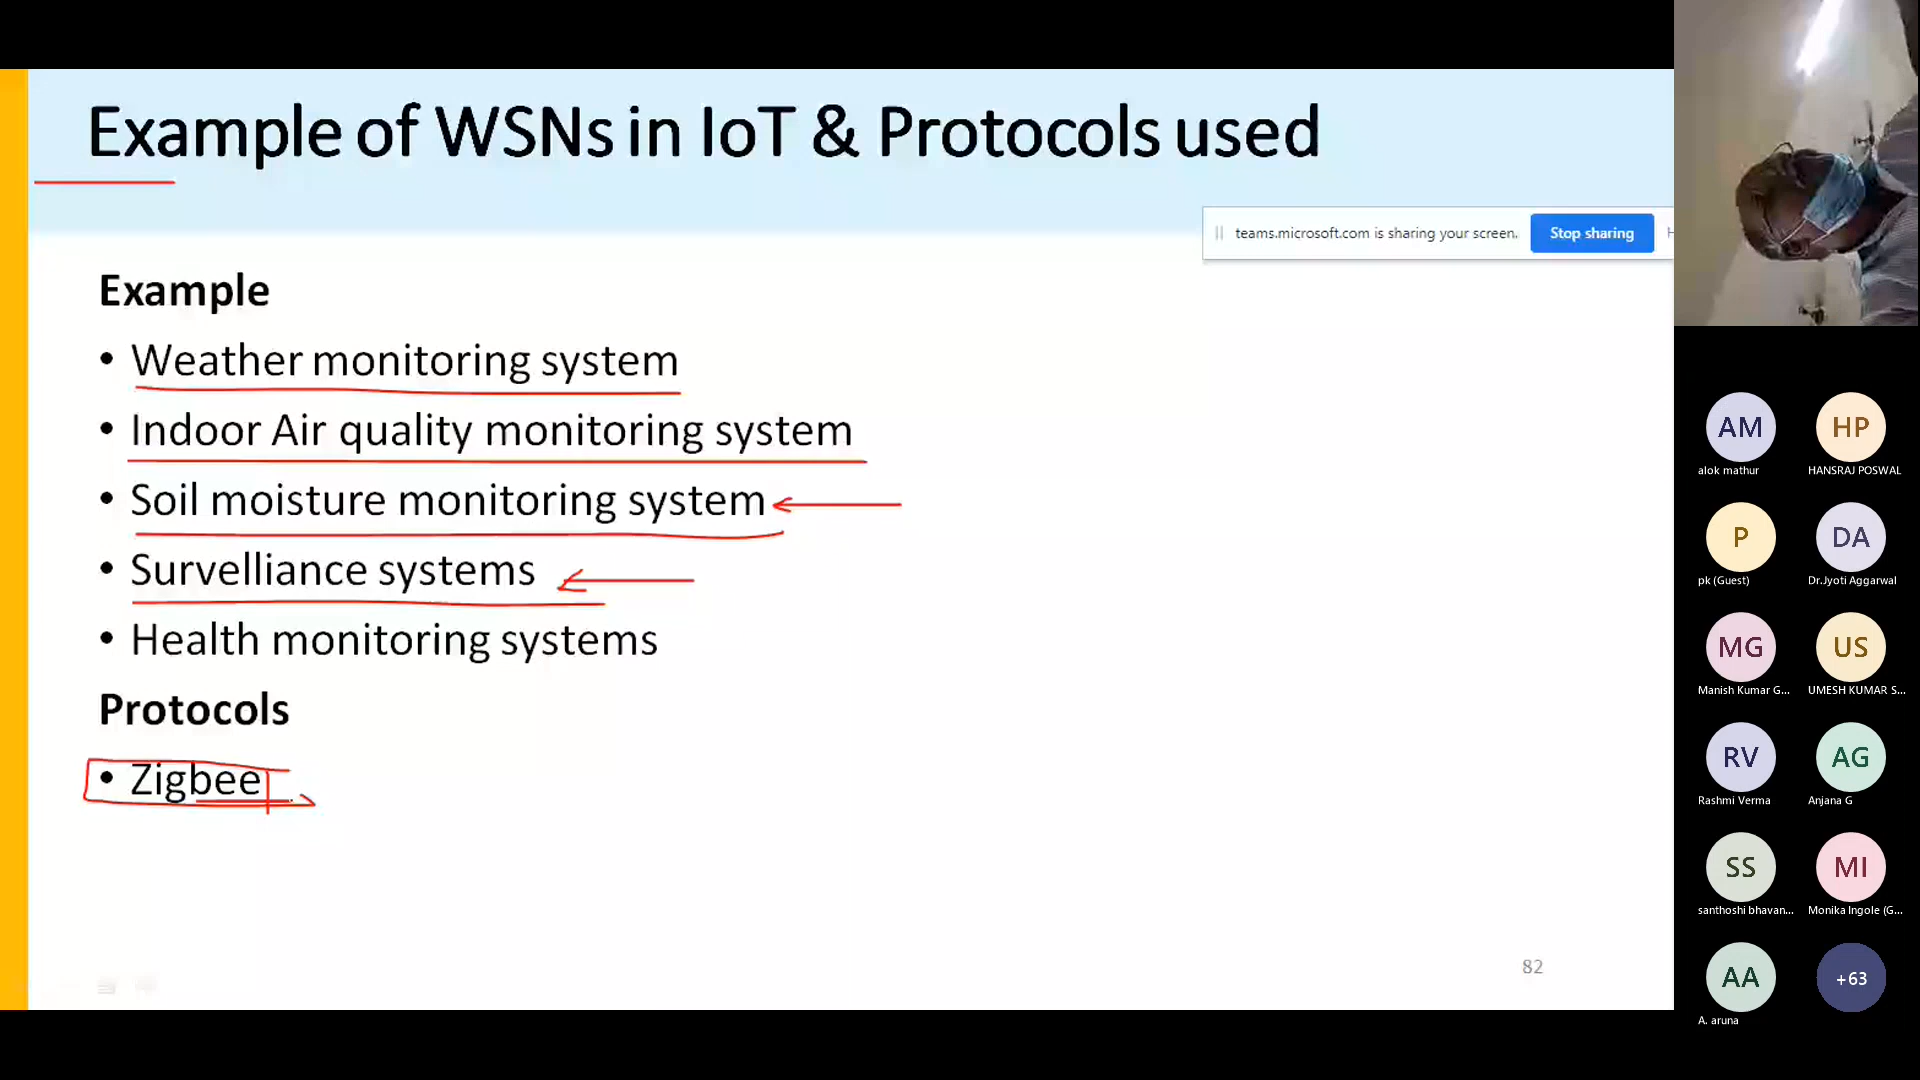 Example of WSNs in IoT & Protocols used
teams.microsoft.com is sharing your screen. Stop sharing H
Example
• Weather monitoring system
• Indoor Air quality monitoring system
• Soil moisture monitoring system
• Survelliance systems
• Health monitoring systems
Protocols
• Zigbee
82
AM HP
alok mathur HANSRAJ POSWAL
P DA
pk (Guest) Dr.Jyoti Aggarwal
MG US
Manish Kumar G... UMESH KUMAR S...
RV AG
Rashmi Verma Anjana G
SS MI
santhoshi bhavan... Monika Ingole (G...
AA +63
A. aruna